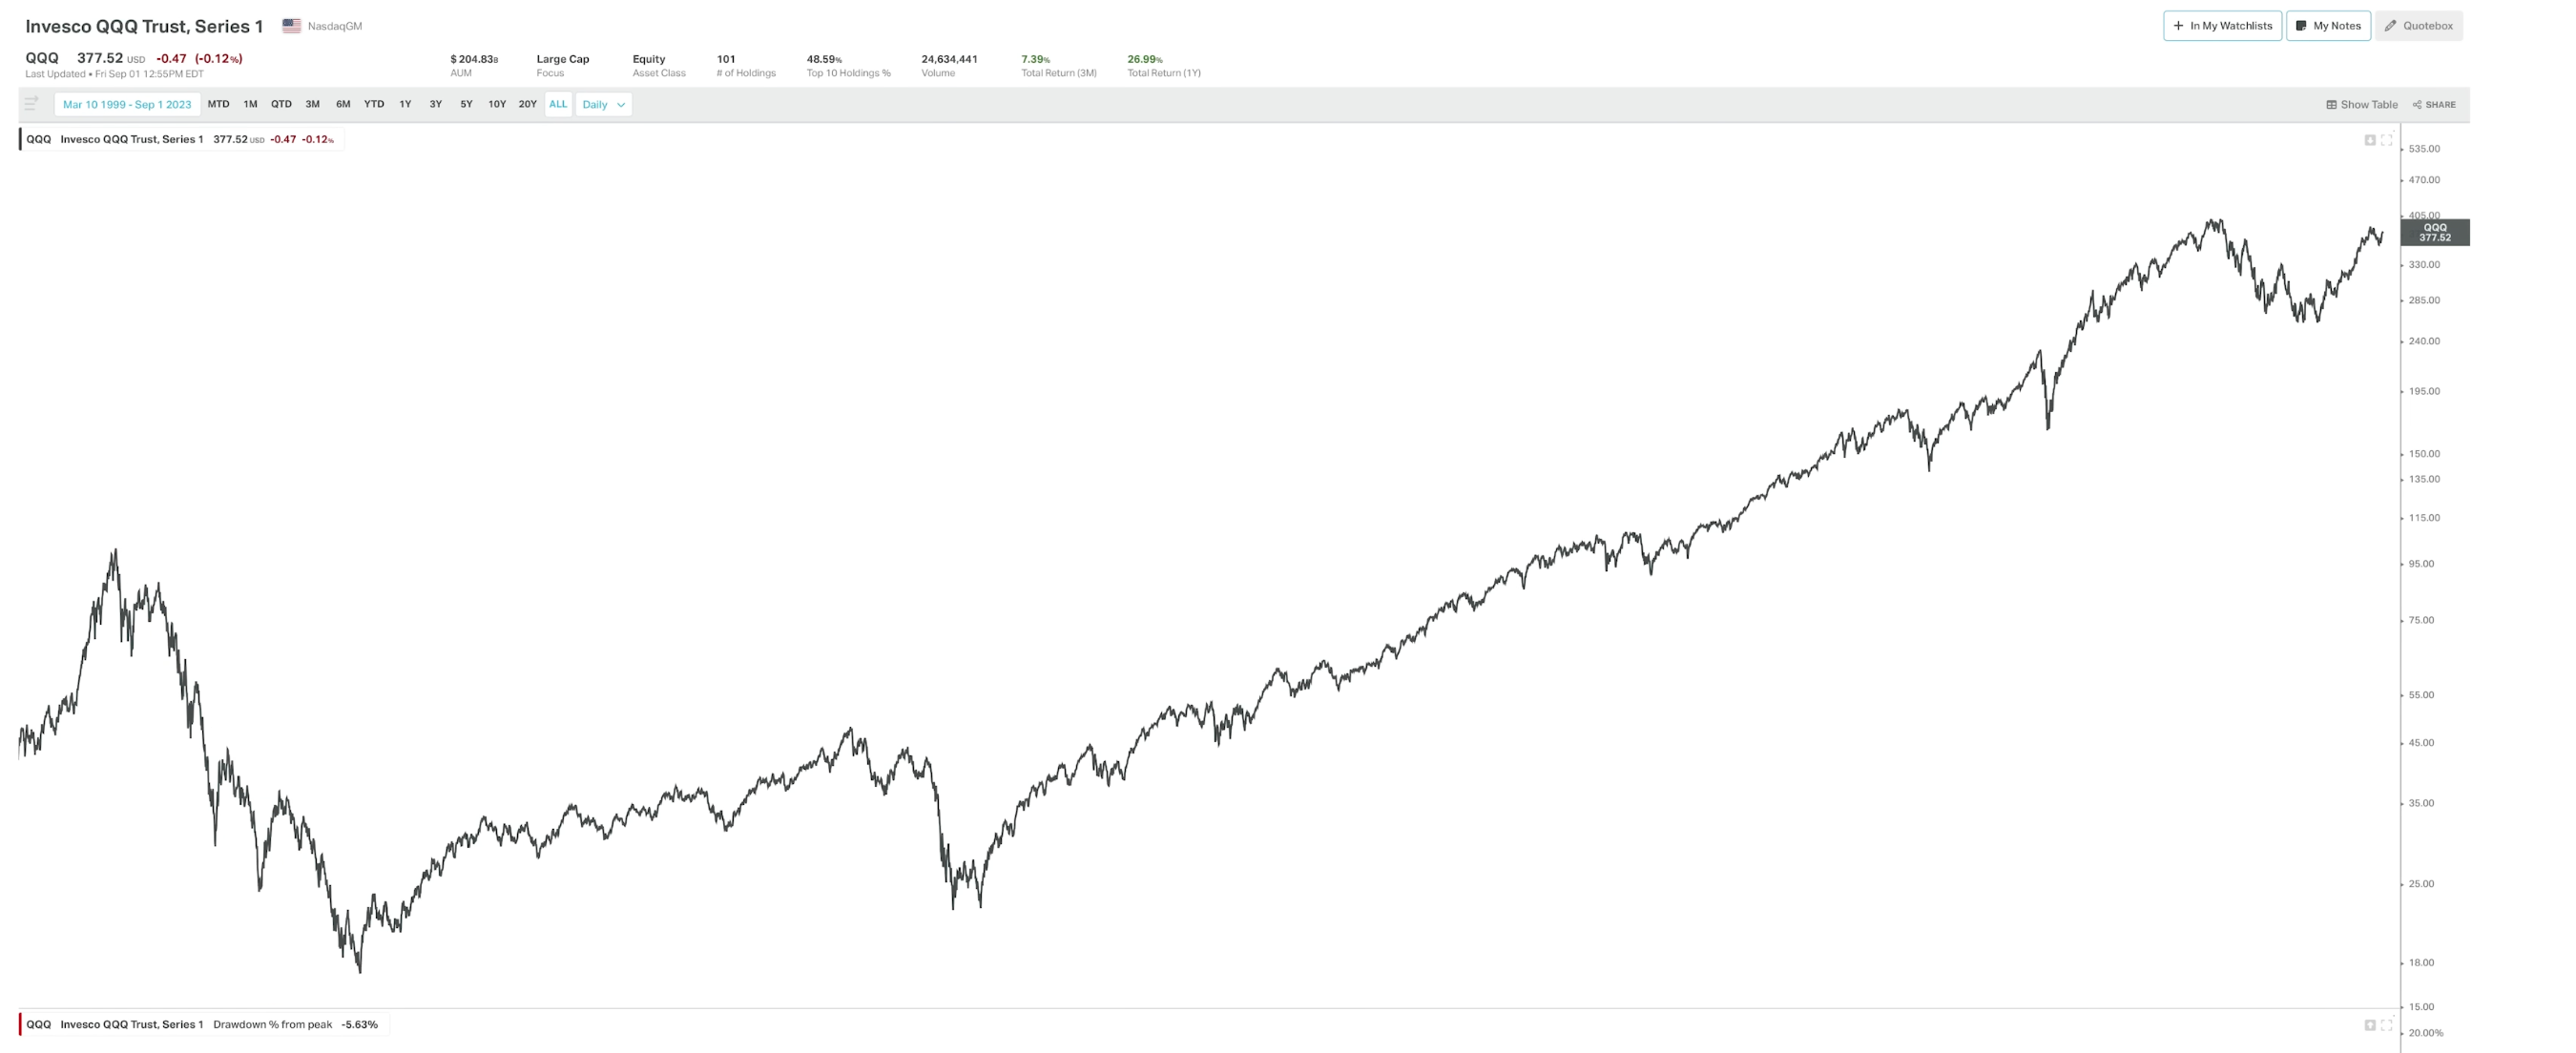 Invesco QQQ Trust, Series 1 NasdaqGM
+ In My Watchlists My Notes Quotebox
QQQ 377.52 USD -0.47 (-0.12%)
Last Updated • Fri Sep 01 12:55PM EDT
$ 204.83B Large Cap Equity 101 48.59% 24,634,441 7.39% 26.99%
AUM Focus Asset Class # of Holdings Top 10 Holdings % Volume Total Return (3M) Total Return (1Y)
Mar 10 1999 - Sep 1 2023 MTD 1M QTD 3M 6M YTD 1Y 3Y 5Y 10Y 20Y ALL Daily Show Table SHARE
QQQ Invesco QQQ Trust, Series 1 377.52 USD -0.47 -0.12%
535.00
470.00
405.00
QQQ
377.52
330.00
285.00
240.00
195.00
150.00
135.00
115.00
95.00
75.00
55.00
45.00
35.00
25.00
18.00
15.00
QQQ Invesco QQQ Trust, Series 1 Drawdown % from peak -5.63%
20.00%